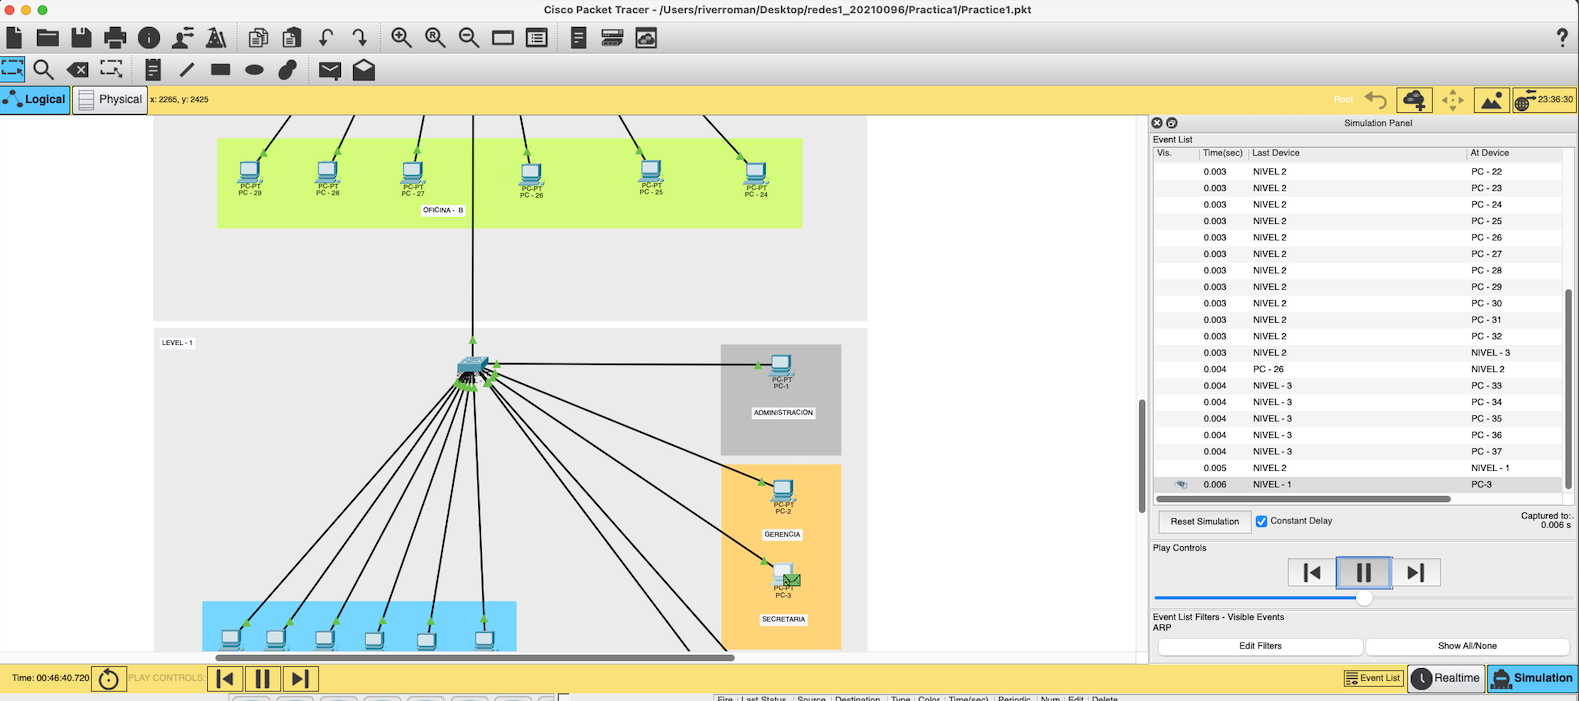 Cisco Packet Tracer - /Users/riverroman/Desktop/redes1_20210096/Practica1/Practice1.pkt
Logical
Physical
x: 2265, y: 2425
Root
23:36:30
PC-PT
PC - 29
PC-PT
PC - 28
PC-PT
PC - 27
PC-PT
PC - 26
PC-PT
PC - 25
PC-PT
PC - 24
OFICINA - B
LEVEL - 1
PC-PT
PC-1
ADMINISTRACION
PC-PT
PC-2
GERENCIA
PC-PT
PC-3
SECRETARIA
Simulation Panel
Event List
Vis. Time(sec) Last Device At Device
0.003 NIVEL 2 PC - 22
0.003 NIVEL 2 PC - 23
0.003 NIVEL 2 PC - 24
0.003 NIVEL 2 PC - 25
0.003 NIVEL 2 PC - 26
0.003 NIVEL 2 PC - 27
0.003 NIVEL 2 PC - 28
0.003 NIVEL 2 PC - 29
0.003 NIVEL 2 PC - 30
0.003 NIVEL 2 PC - 31
0.003 NIVEL 2 PC - 32
0.003 NIVEL 2 NIVEL - 3
0.004 PC - 26 NIVEL 2
0.004 NIVEL - 3 PC - 33
0.004 NIVEL - 3 PC - 34
0.004 NIVEL - 3 PC - 35
0.004 NIVEL - 3 PC - 36
0.004 NIVEL - 3 PC - 37
0.005 NIVEL 2 NIVEL - 1
0.006 NIVEL - 1 PC-3
Reset Simulation
Constant Delay
Captured to:.
0.006 s
Play Controls
Event List Filters - Visible Events
ARP
Edit Filters
Show All/None
Time: 00:46:40.720
PLAY CONTROLS:
Event List
Realtime
Simulation
Fire Last Status Source Destination Type Color Time(sec) Periodic Num Edit Delete